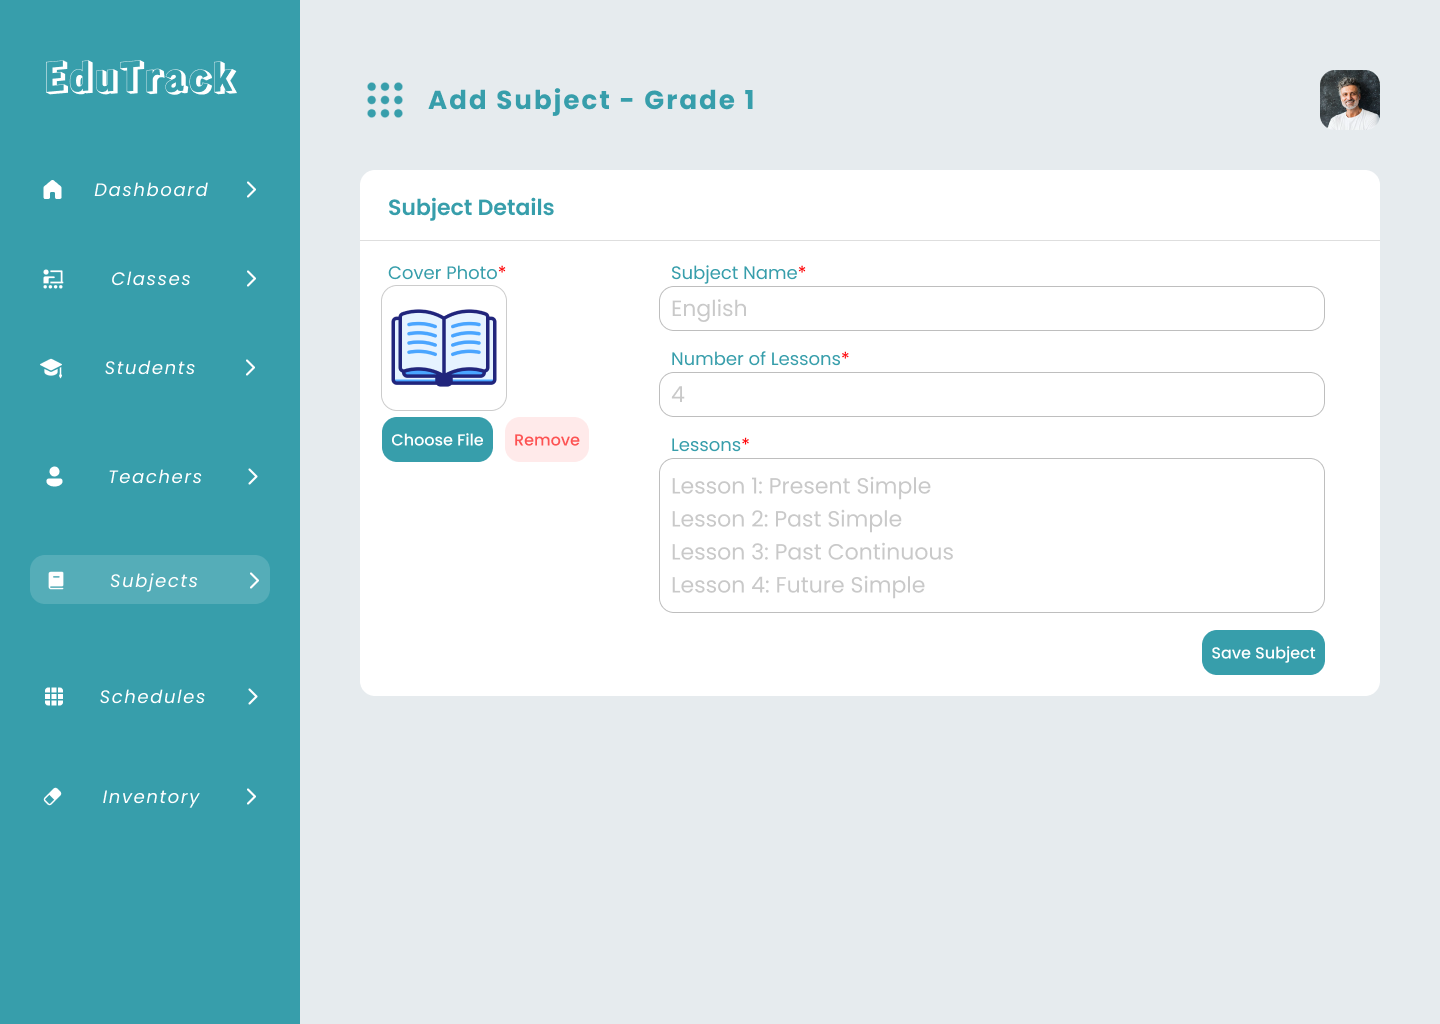 EduTrack
Dashboard
Classes
Students
Teachers
Subjects
Schedules
Inventory
Add Subject - Grade 1
Subject Details
Cover Photo*
Choose File
Remove
Subject Name*
English
Number of Lessons*
4
Lessons*
Lesson 1: Present Simple
Lesson 2: Past Simple
Lesson 3: Past Continuous
Lesson 4: Future Simple
Save Subject